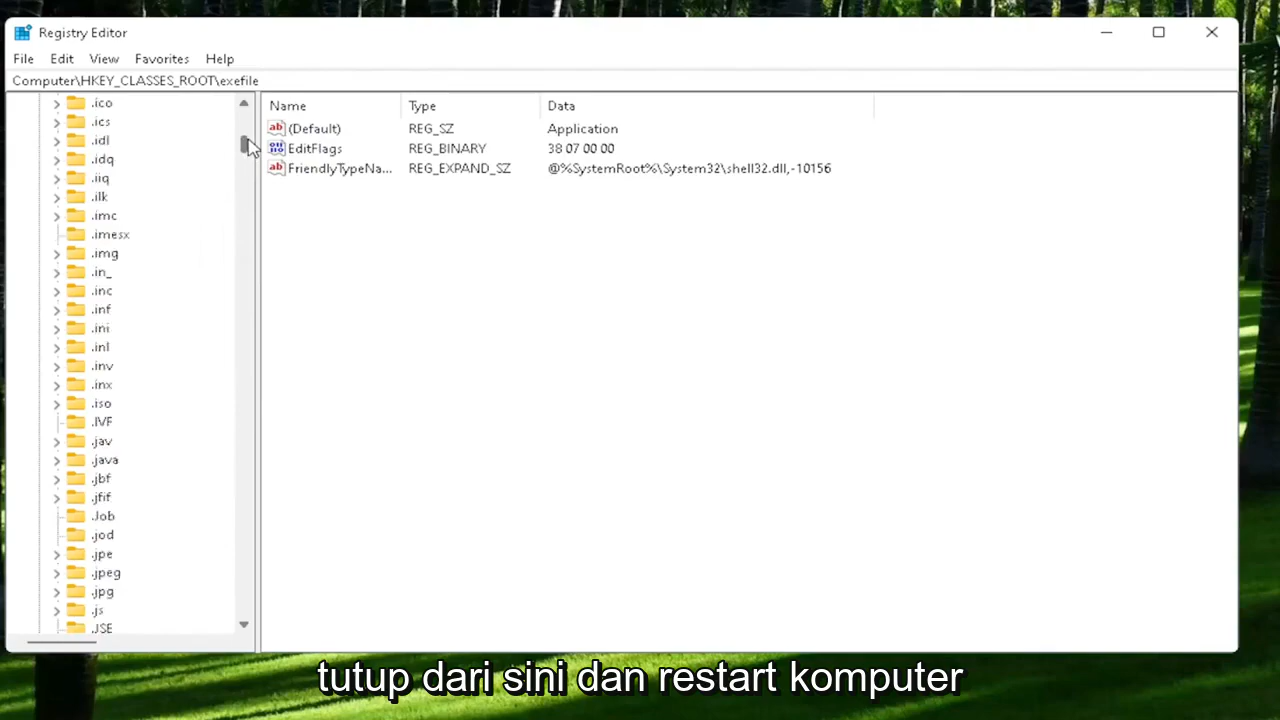 Registry Editor
File Edit View Favorites Help
Computer\HKEY_CLASSES_ROOT\exefile
.ico
.ics
.idl
.idq
.iiq
.ilk
.imc
.imesx
.img
.in_
.inc
.inf
.ini
.inl
.inv
.inx
.iso
.IVF
.jav
.java
.jbf
.jfif
.Job
.jod
.jpe
.jpeg
.jpg
.js
.JSE
Name Type Data
(Default) REG_SZ Application
EditFlags REG_BINARY 38 07 00 00
FriendlyTypeNa... REG_EXPAND_SZ @%SystemRoot%\System32\shell32.dll,-10156
tutup dari sini dan restart komputer